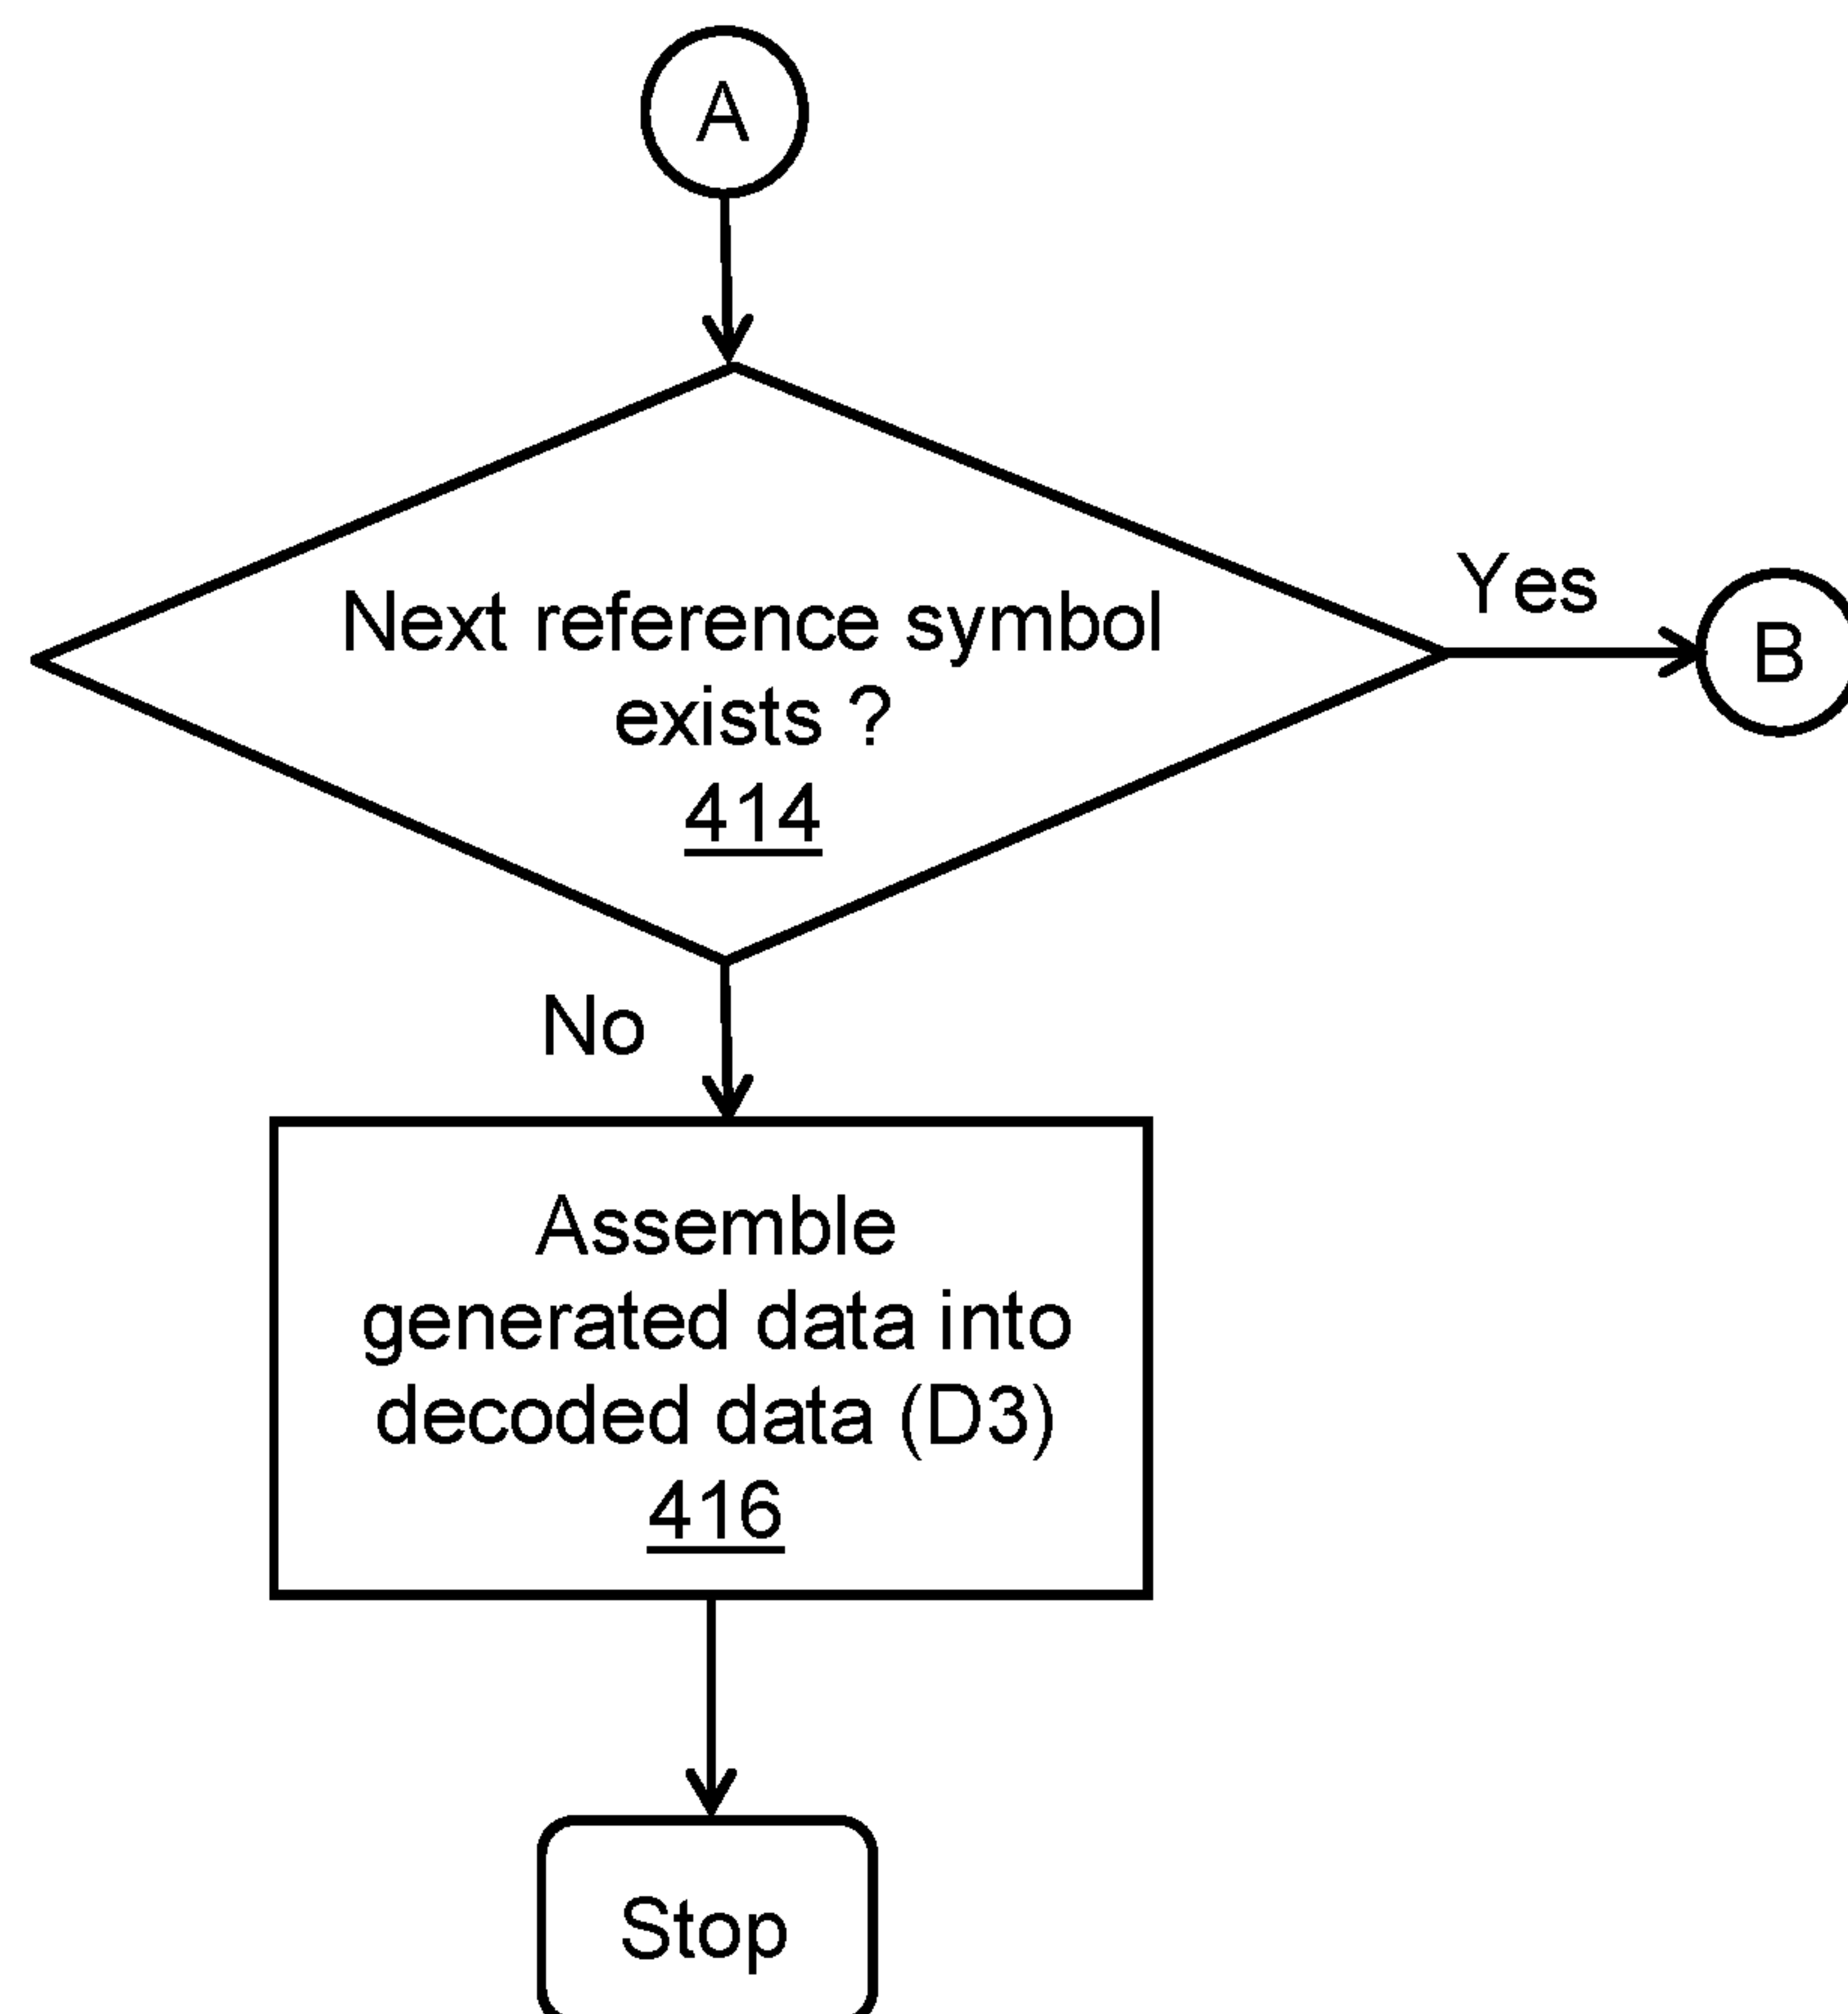 A
Next reference symbol
exists ?
414
Yes
B
No
Assemble
generated data into
decoded data (D3)
416
Stop